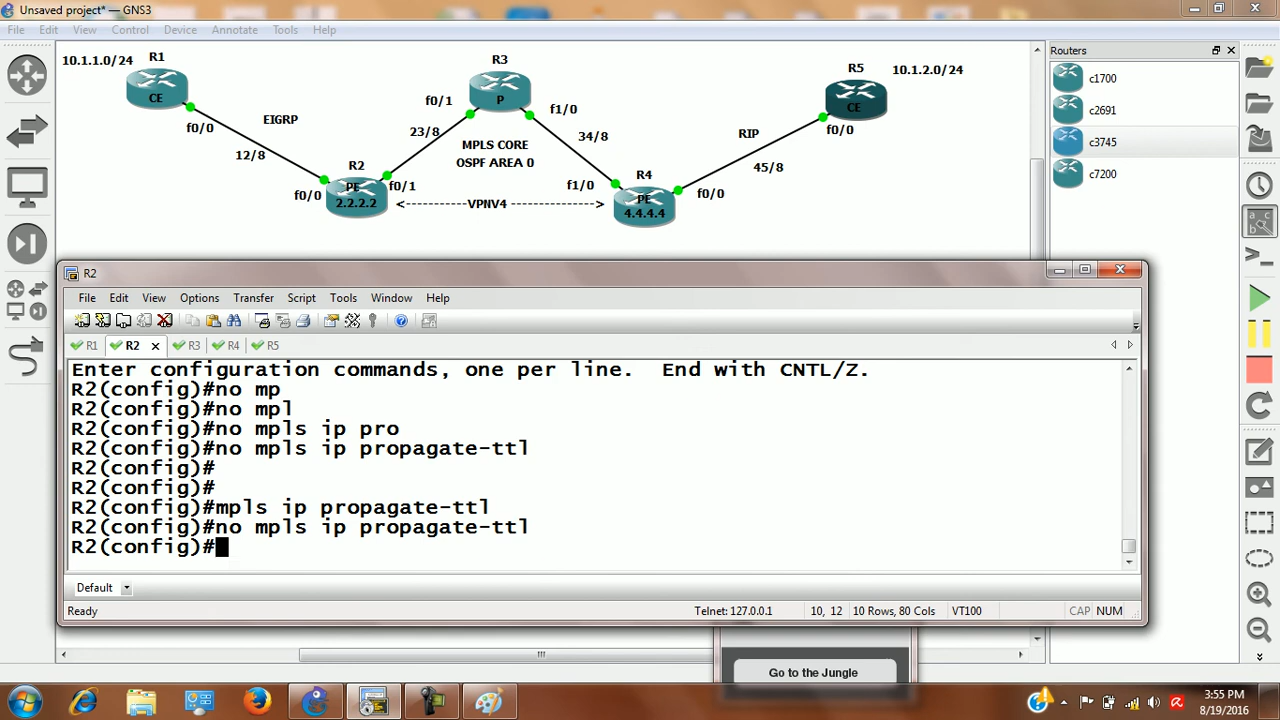 Unsaved project* — GNS3
File Edit View Control Device Annotate Tools Help
Routers
c1700
c2691
c3745
c7200
10.1.1.0/24
R1
CE
f0/0
EIGRP
12/8
f0/0
R2
PE
2.2.2.2
f0/1
23/8
f0/1
R3
P
f1/0
MPLS CORE
OSPF AREA 0
34/8
f1/0
<---------------VPNV4 --------------->
R4
PE
4.4.4.4
f0/0
RIP
45/8
R5
CE
f0/0
10.1.2.0/24
R2
File Edit View Options Transfer Script Tools Window Help
R1 R2 R3 R4 R5
Enter configuration commands, one per line. End with CNTL/Z.
R2(config)#no mp
R2(config)#no mpl
R2(config)#no mpls ip pro
R2(config)#no mpls ip propagate-ttl
R2(config)#
R2(config)#
R2(config)#mpls ip propagate-ttl
R2(config)#no mpls ip propagate-ttl
R2(config)#
Default
Ready Telnet: 127.0.0.1 10, 12 10 Rows, 80 Cols VT100 CAP NUM
Go to the Jungle
3:55 PM
8/19/2016